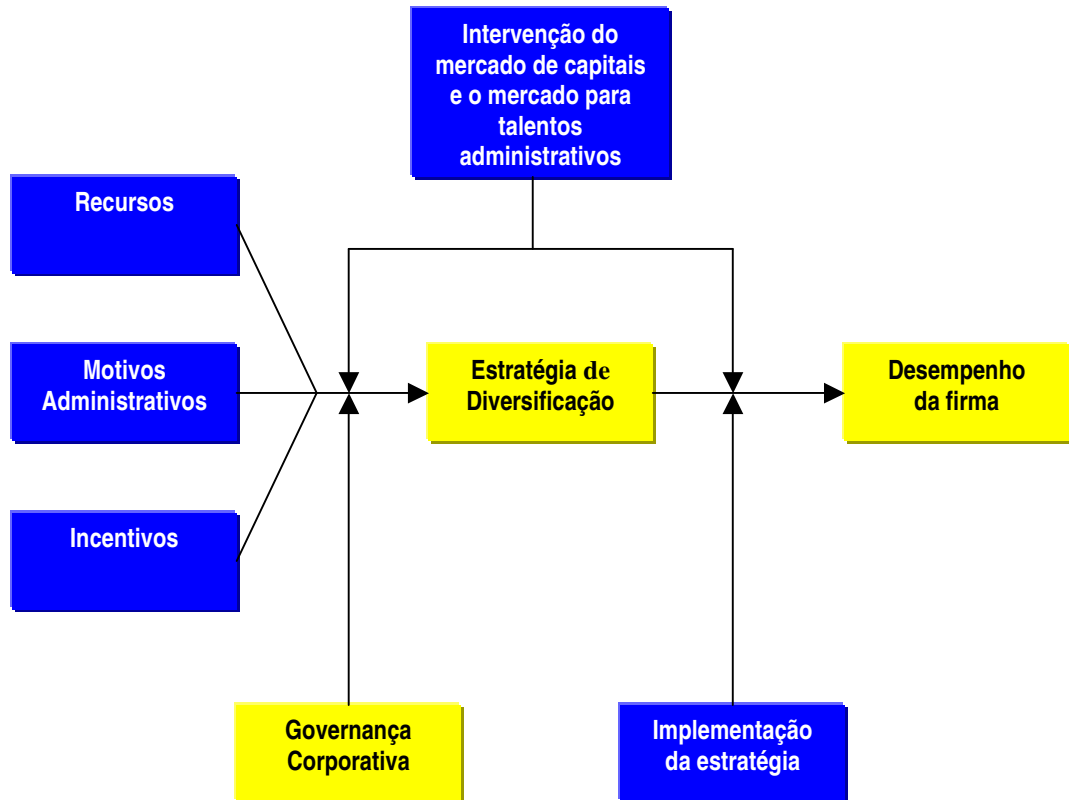 Intervenção do
mercado de capitais
e o mercado para
talentos
administrativos
Recursos
Motivos
Administrativos
Estratégia de
Diversificação
Desempenho
da firma
Incentivos
Governança
Corporativa
Implementação
da estratégia